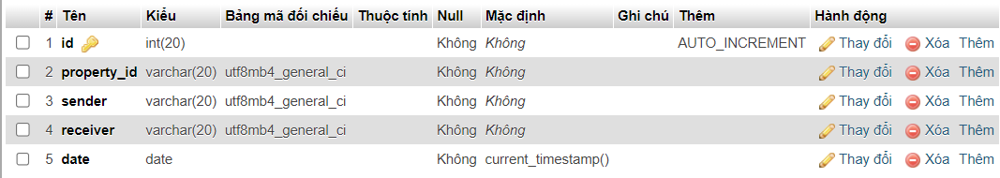 # Tên Kiểu Bảng mã đối chiếu Thuộc tính Null Mặc định Ghi chú Thêm Hành động
1 id int(20) Không Không AUTO_INCREMENT Thay đổi Xóa Thêm
2 property_id varchar(20) utf8mb4_general_ci Không Không Thay đổi Xóa Thêm
3 sender varchar(20) utf8mb4_general_ci Không Không Thay đổi Xóa Thêm
4 receiver varchar(20) utf8mb4_general_ci Không Không Thay đổi Xóa Thêm
5 date date Không current_timestamp() Thay đổi Xóa Thêm